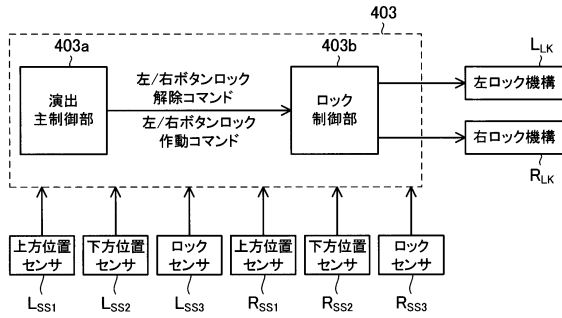 403
403a
403b
L_LK
演出
主制御部
左/右ボタンロック
解除コマンド
左/右ボタンロック
作動コマンド
ロック
制御部
左ロック機構
右ロック機構
R_LK
上方位置
センサ
下方位置
センサ
ロック
センサ
上方位置
センサ
下方位置
センサ
ロック
センサ
L_SS1
L_SS2
L_SS3
R_SS1
R_SS2
R_SS3